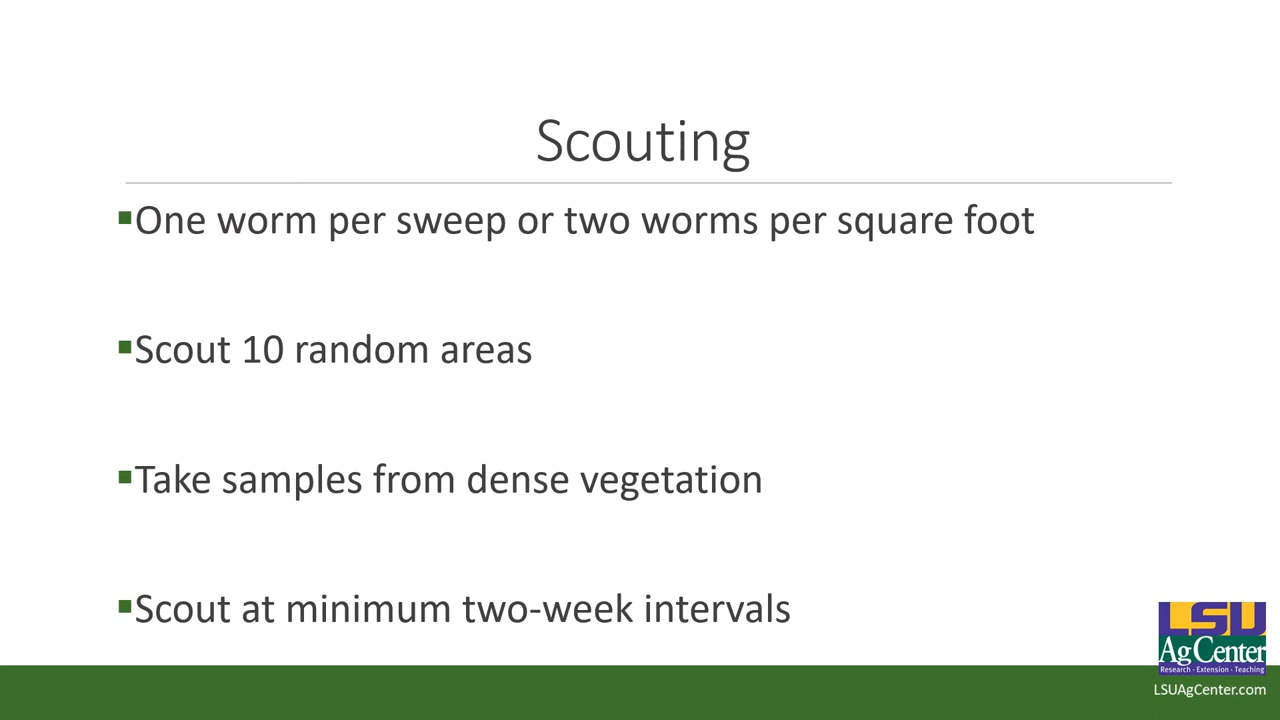 Scouting
▪One worm per sweep or two worms per square foot
▪Scout 10 random areas
▪Take samples from dense vegetation
▪Scout at minimum two-week intervals
LSU
AgCenter
Research · Extension · Teaching
LSUAgCenter.com